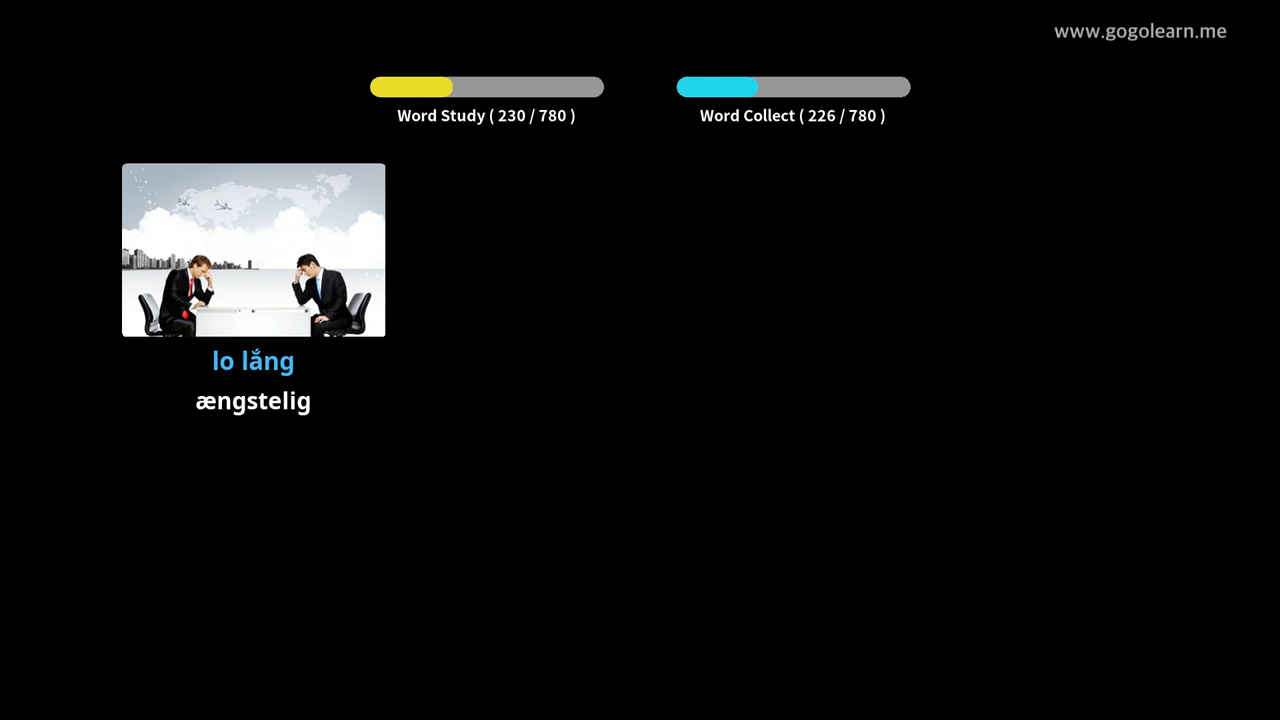 www.gogolearn.me
Word Study ( 230 / 780 )
Word Collect ( 226 / 780 )
lo lắng
ængstelig